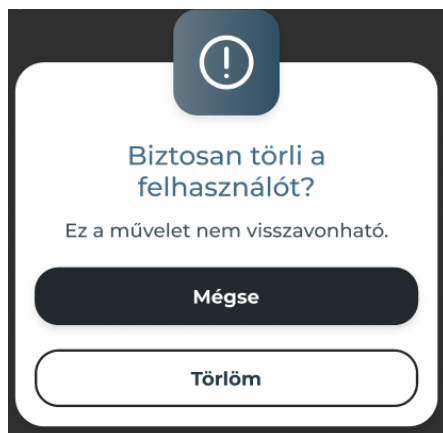 Biztosan törli a
felhasználót?
Ez a művelet nem visszavonható.
Mégse
Törlöm